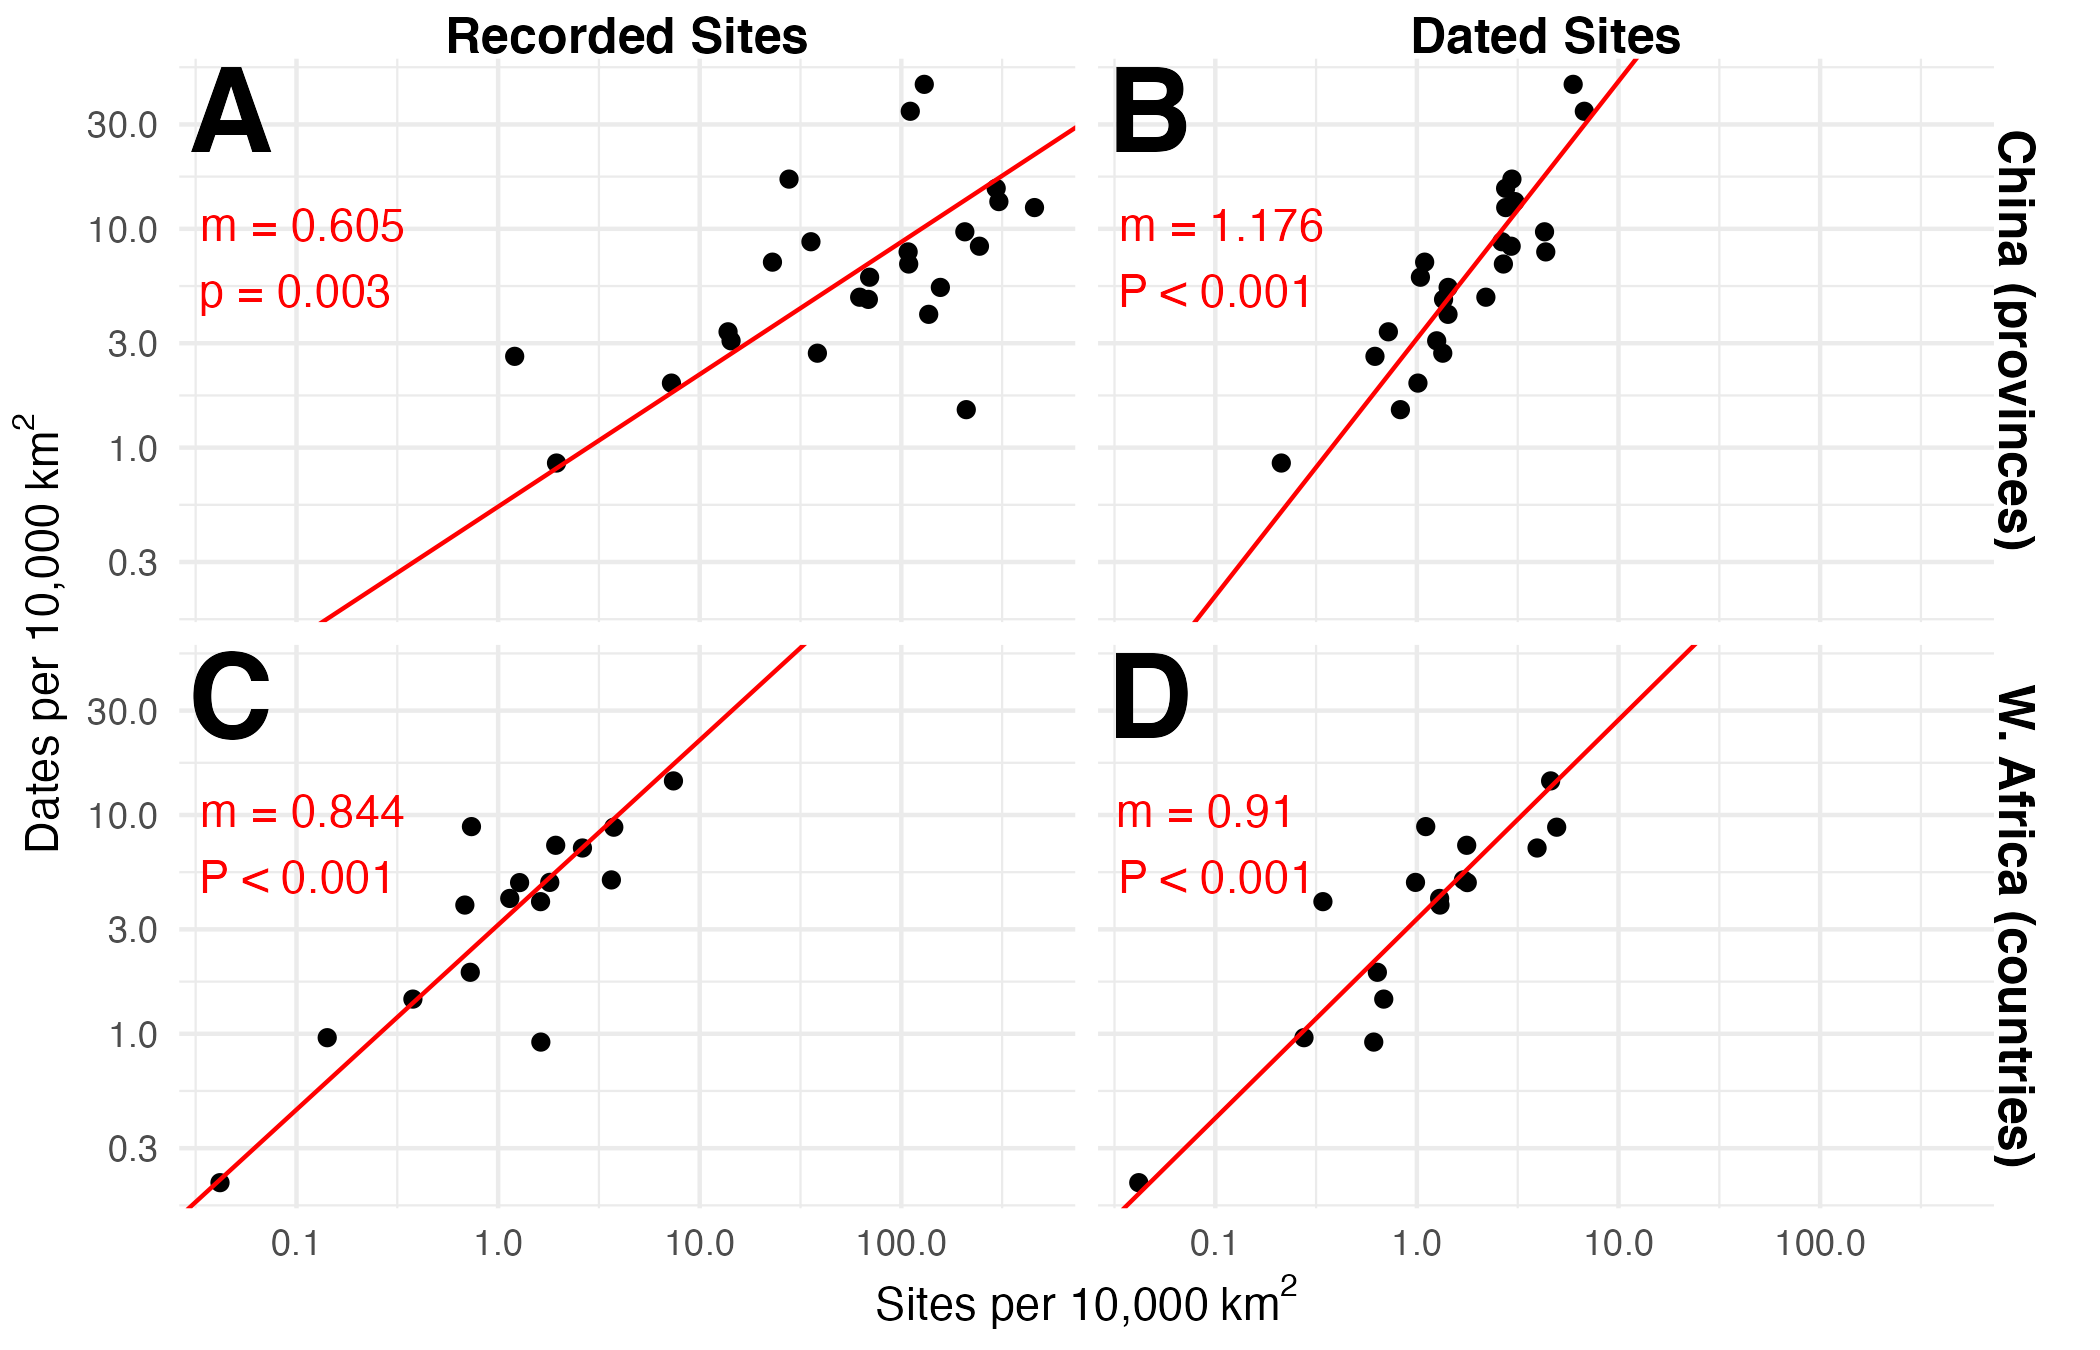 Recorded Sites
Dated Sites
A
m = 0.605
p = 0.003
B
m = 1.176
P < 0.001
China (provinces)
30.0
10.0
3.0
1.0
0.3
Dates per 10,000 km²
C
m = 0.844
P < 0.001
D
m = 0.91
P < 0.001
W. Africa (countries)
30.0
10.0
3.0
1.0
0.3
0.1 1.0 10.0 100.0
0.1 1.0 10.0 100.0
Sites per 10,000 km²